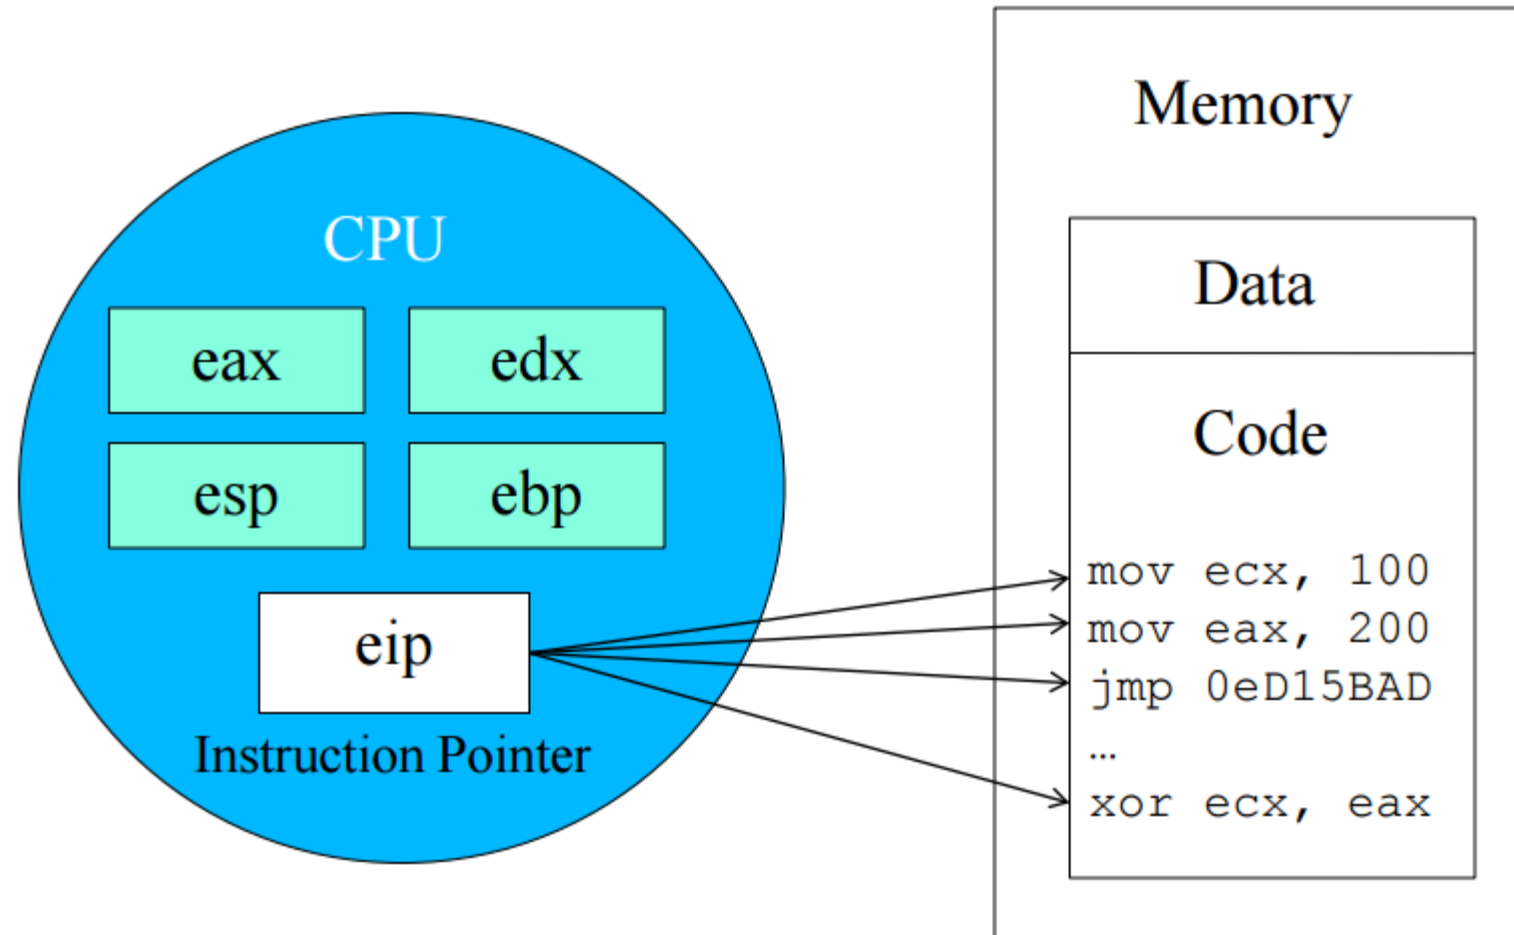 CPU
eax
edx
esp
ebp
eip
Instruction Pointer
Memory
Data
Code
mov ecx, 100
mov eax, 200
jmp 0eD15BAD
…
xor ecx, eax